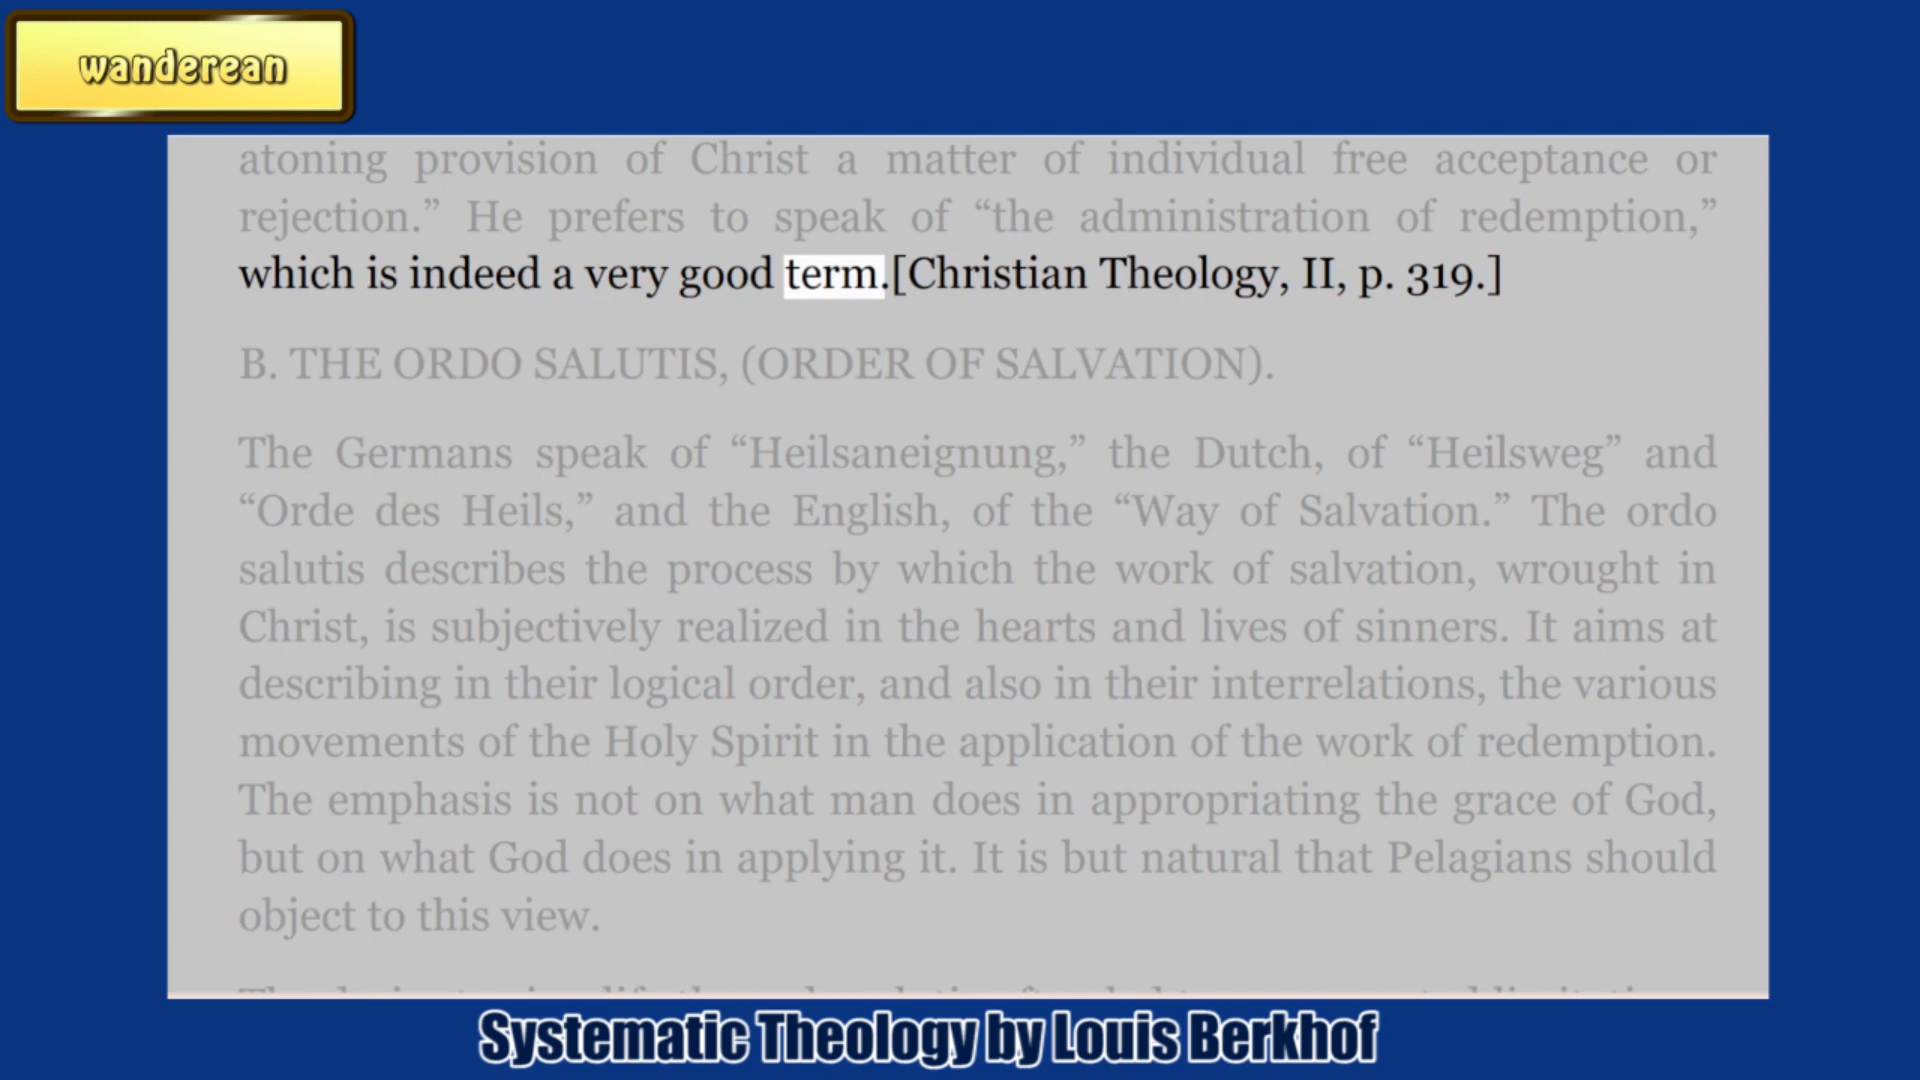 wanderean
atoning provision of Christ a matter of individual free acceptance or
rejection.” He prefers to speak of “the administration of redemption,”
which is indeed a very good term.[Christian Theology, II, p. 319.]
B. THE ORDO SALUTIS, (ORDER OF SALVATION).
The Germans speak of “Heilsaneignung,” the Dutch, of “Heilsweg” and
“Orde des Heils,” and the English, of the “Way of Salvation.” The ordo
salutis describes the process by which the work of salvation, wrought in
Christ, is subjectively realized in the hearts and lives of sinners. It aims at
describing in their logical order, and also in their interrelations, the various
movements of the Holy Spirit in the application of the work of redemption.
The emphasis is not on what man does in appropriating the grace of God,
but on what God does in applying it. It is but natural that Pelagians should
object to this view.
Systematic Theology by Louis Berkhof